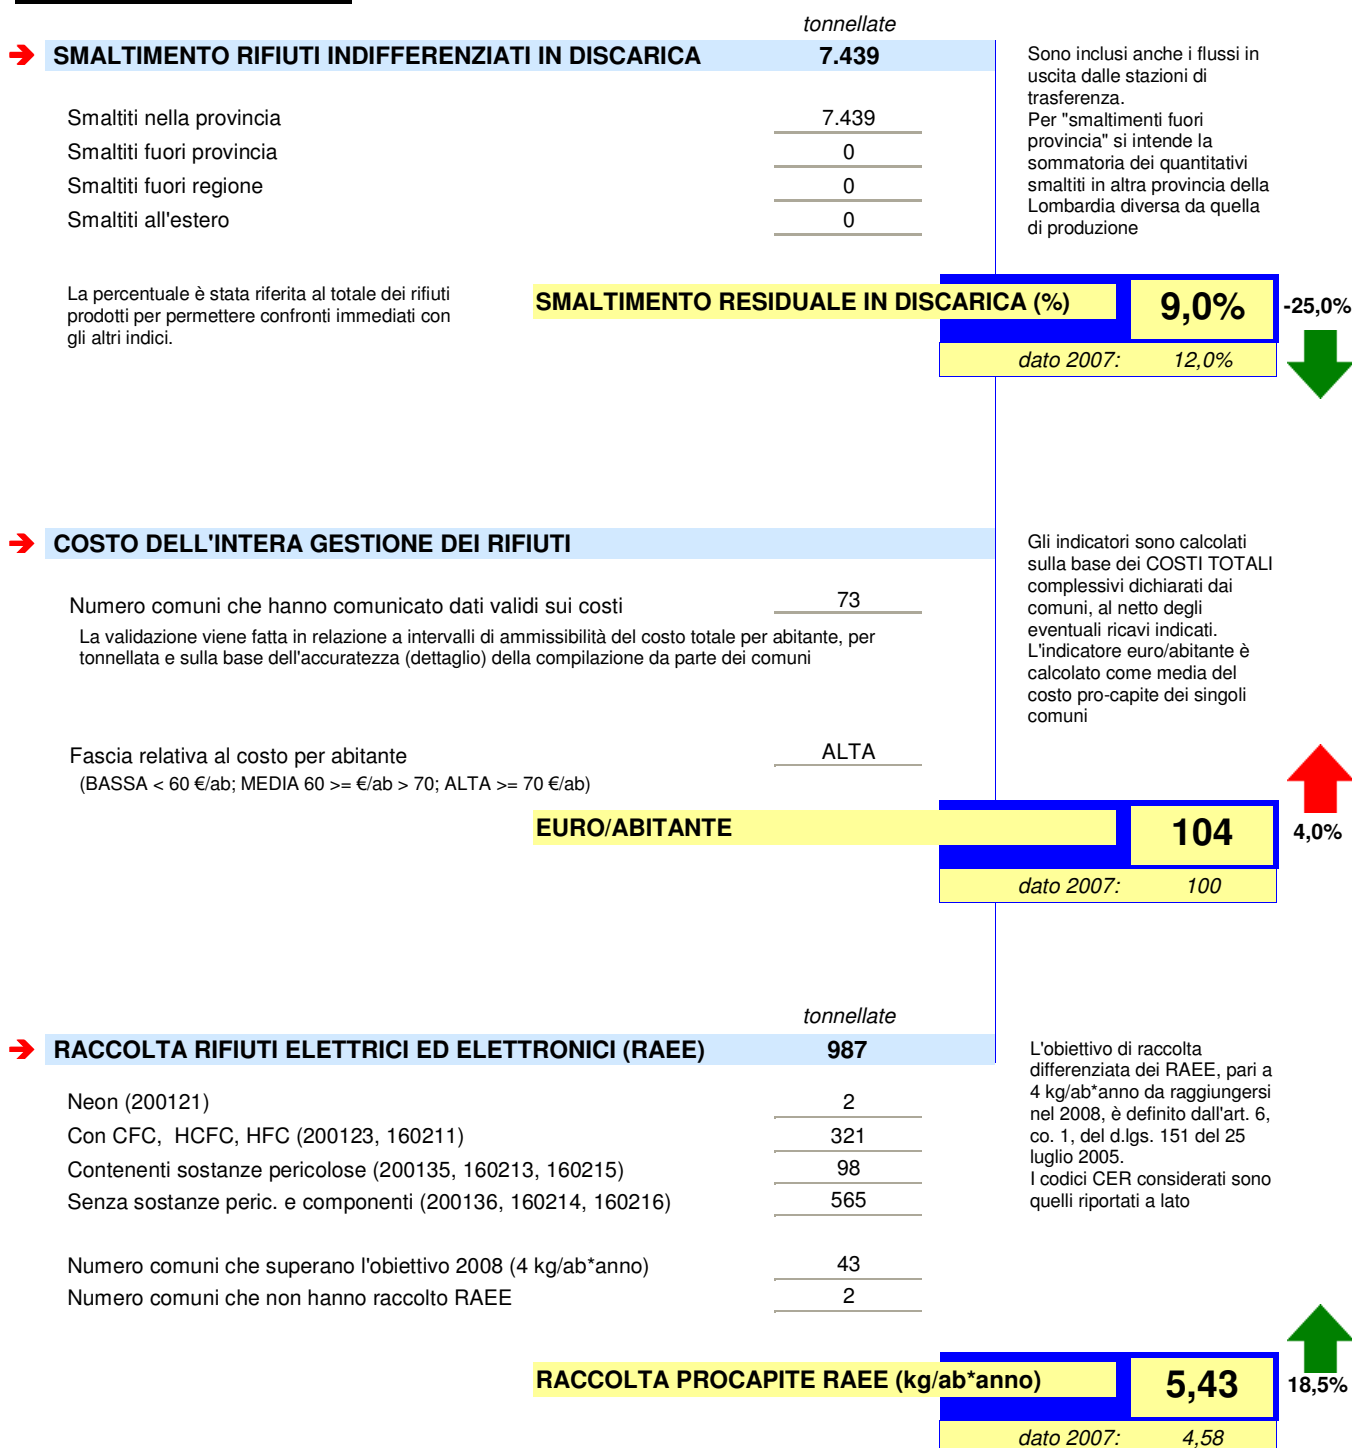 tonnellate
SMALTIMENTO RIFIUTI INDIFFERENZIATI IN DISCARICA 7.439
Smaltiti nella provincia 7.439
Smaltiti fuori provincia 0
Smaltiti fuori regione 0
Smaltiti all'estero 0
Sono inclusi anche i flussi in
uscita dalle stazioni di
trasferenza.
Per "smaltimenti fuori
provincia" si intende la
sommatoria dei quantitativi
smaltiti in altra provincia della
Lombardia diversa da quella
di produzione
La percentuale è stata riferita al totale dei rifiuti
prodotti per permettere confronti immediati con
gli altri indici.
SMALTIMENTO RESIDUALE IN DISCARICA (%) 9,0% -25,0%
dato 2007: 12,0%
COSTO DELL'INTERA GESTIONE DEI RIFIUTI
Numero comuni che hanno comunicato dati validi sui costi 73
La validazione viene fatta in relazione a intervalli di ammissibilità del costo totale per abitante, per
tonnellata e sulla base dell'accuratezza (dettaglio) della compilazione da parte dei comuni
Gli indicatori sono calcolati
sulla base dei COSTI TOTALI
complessivi dichiarati dai
comuni, al netto degli
eventuali ricavi indicati.
L'indicatore euro/abitante è
calcolato come media del
costo pro-capite dei singoli
comuni
Fascia relativa al costo per abitante ALTA
(BASSA < 60 €/ab; MEDIA 60 >= €/ab > 70; ALTA >= 70 €/ab)
EURO/ABITANTE 104 4,0%
dato 2007: 100
tonnellate
RACCOLTA RIFIUTI ELETTRICI ED ELETTRONICI (RAEE) 987
Neon (200121) 2
Con CFC, HCFC, HFC (200123, 160211) 321
Contenenti sostanze pericolose (200135, 160213, 160215) 98
Senza sostanze peric. e componenti (200136, 160214, 160216) 565
Numero comuni che superano l'obiettivo 2008 (4 kg/ab*anno) 43
Numero comuni che non hanno raccolto RAEE 2
L'obiettivo di raccolta
differenziata dei RAEE, pari a
4 kg/ab*anno da raggiungersi
nel 2008, è definito dall'art. 6,
co. 1, del d.lgs. 151 del 25
luglio 2005.
I codici CER considerati sono
quelli riportati a lato
RACCOLTA PROCAPITE RAEE (kg/ab*anno) 5,43 18,5%
dato 2007: 4,58